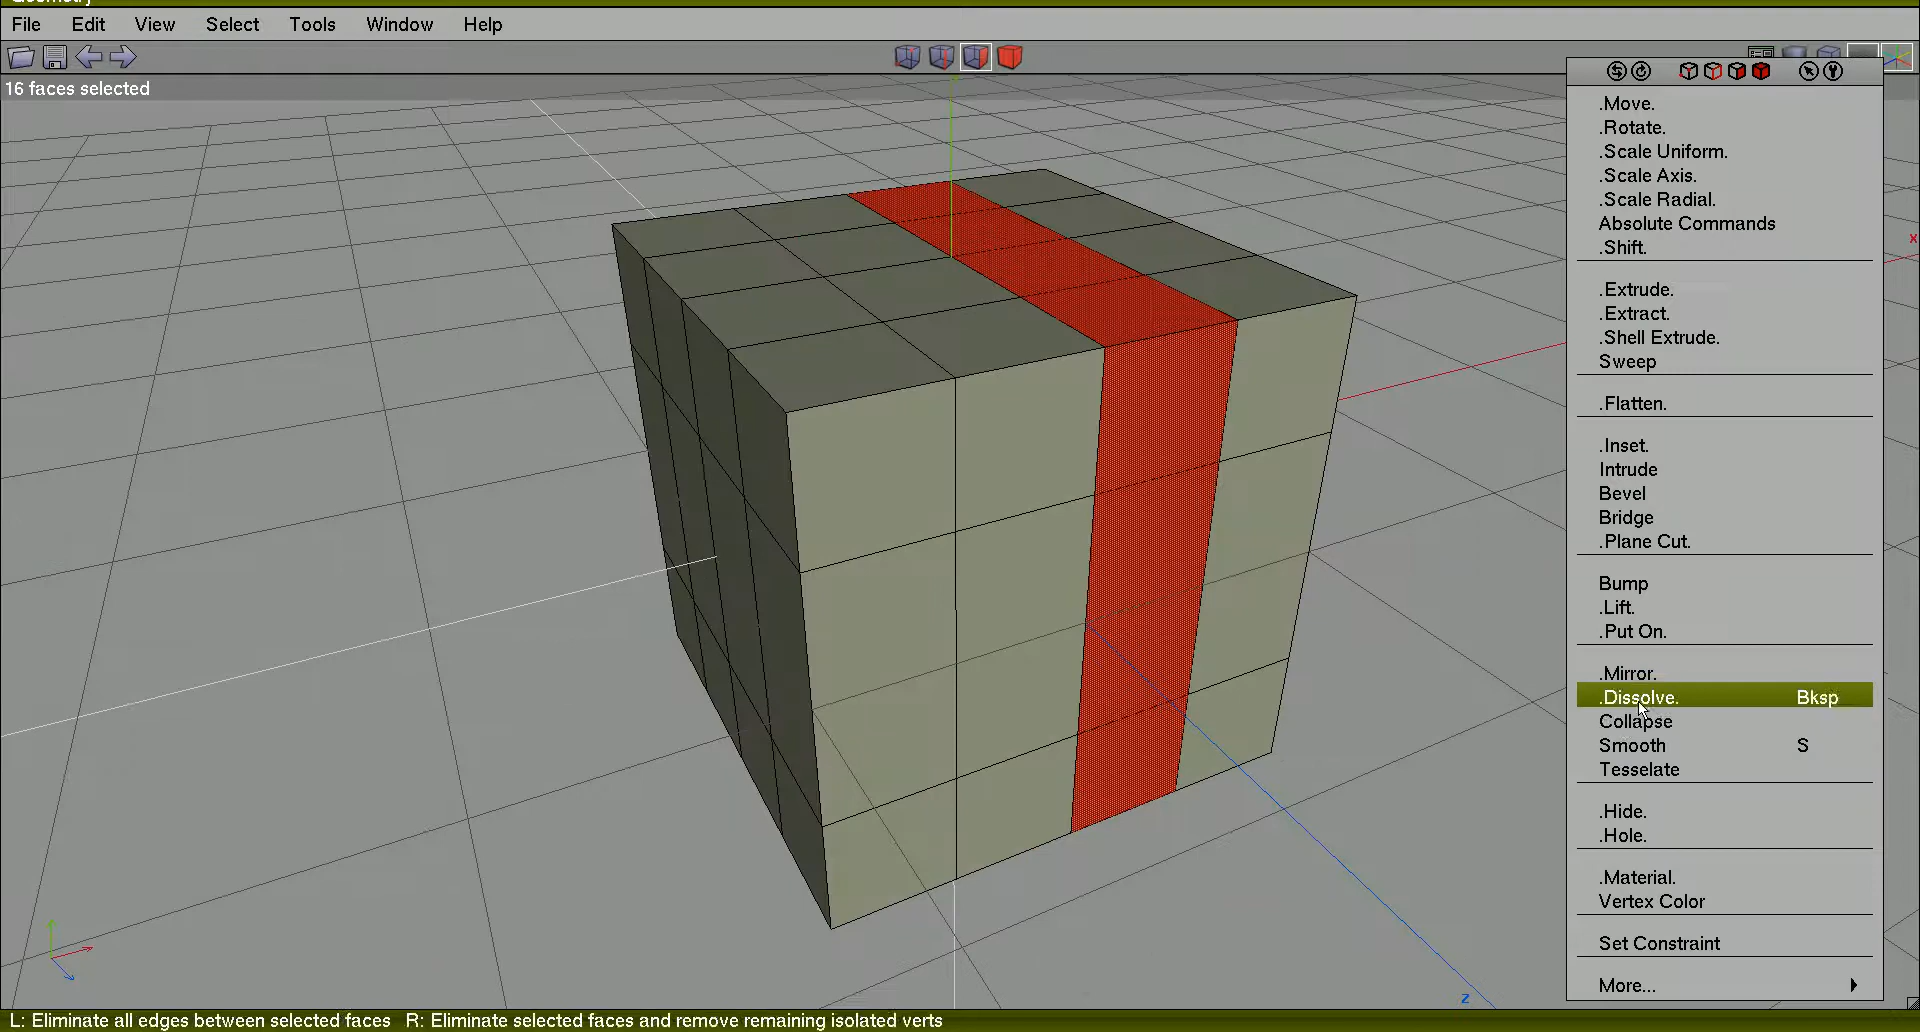 Geometry
File Edit View Select Tools Window Help
16 faces selected
.Move.
.Rotate.
.Scale Uniform.
.Scale Axis.
.Scale Radial.
Absolute Commands
.Shift.
.Extrude.
.Extract.
.Shell Extrude.
Sweep
.Flatten.
.Inset.
Intrude
Bevel
Bridge
.Plane Cut.
Bump
.Lift.
.Put On.
.Mirror.
.Dissolve. Bksp
Collapse
Smooth S
Tesselate
.Hide.
.Hole.
.Material.
Vertex Color
Set Constraint
More...
x
z
L: Eliminate all edges between selected faces R: Eliminate selected faces and remove remaining isolated verts